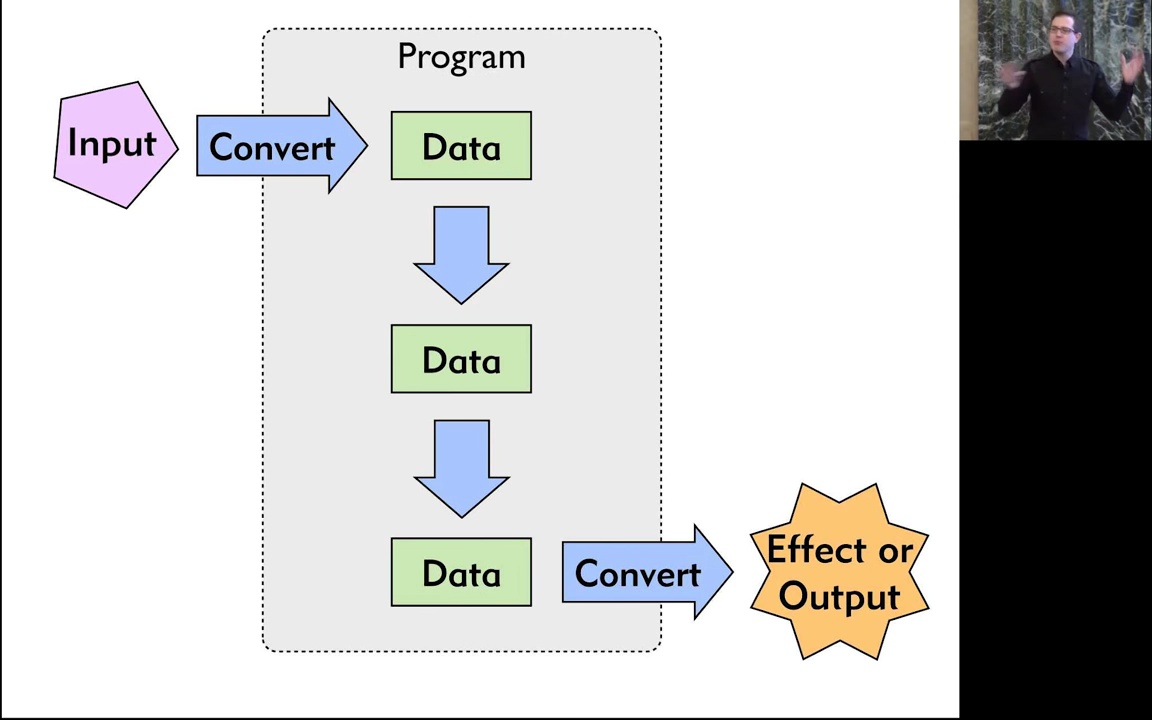 Program
Input
Convert
Data
Data
Data
Convert
Effect or
Output